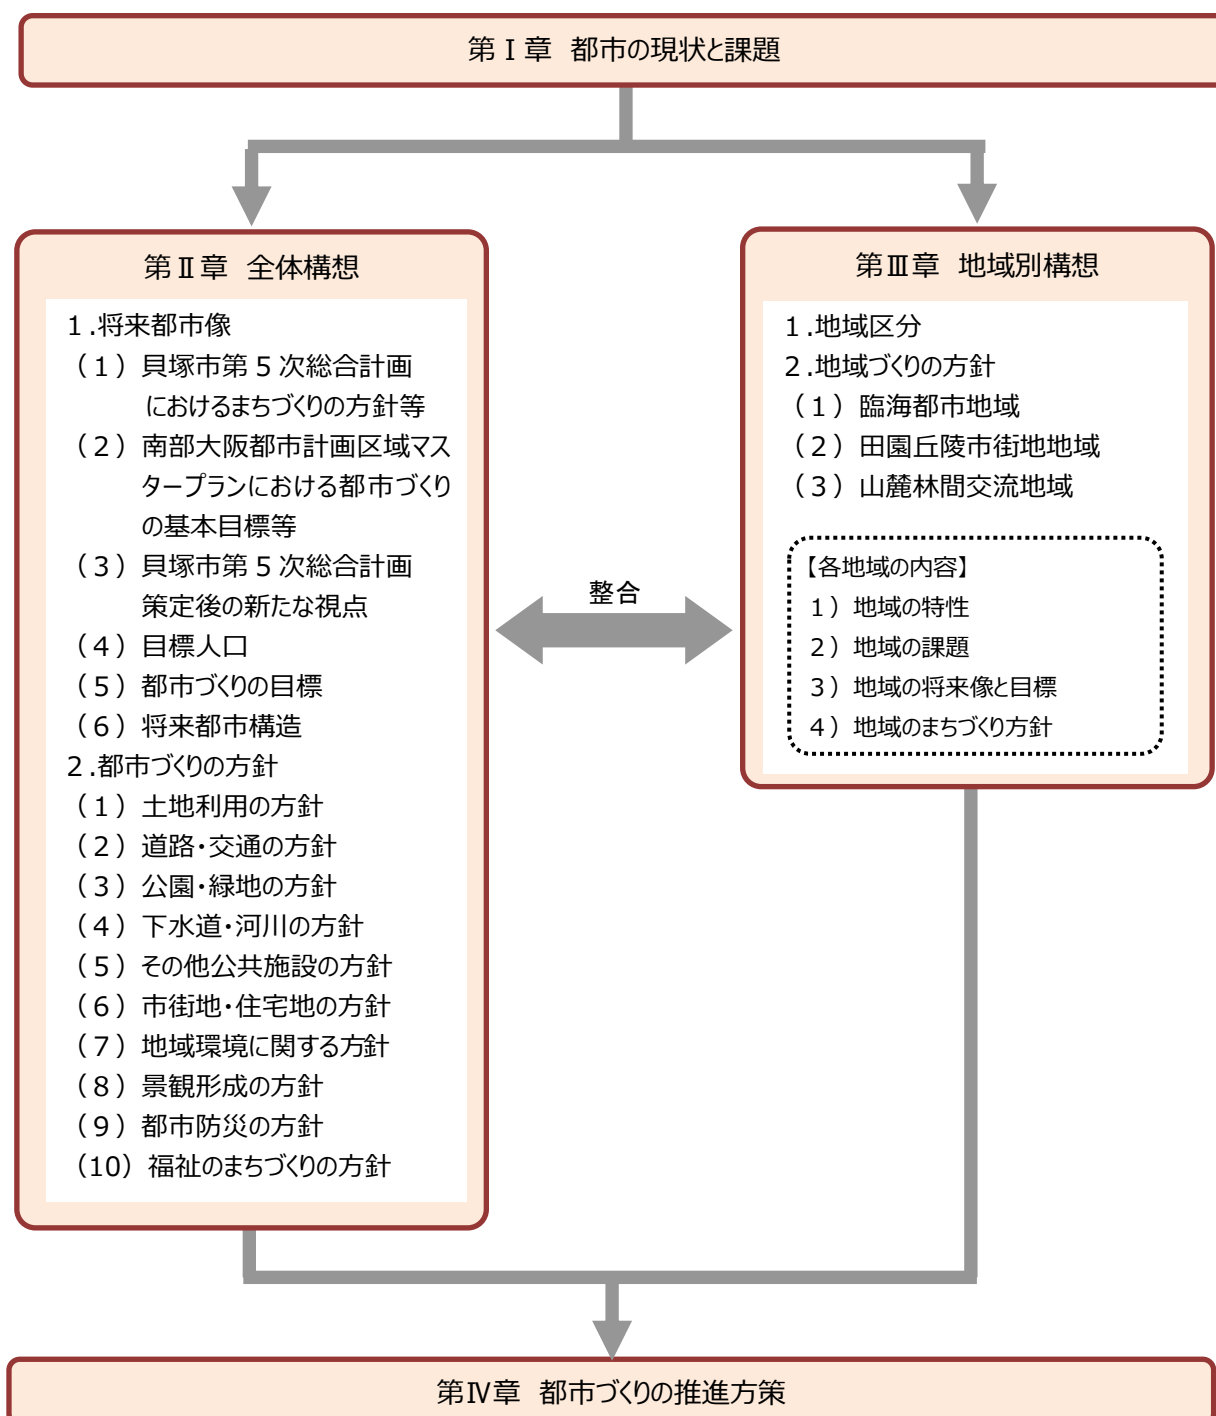 第Ⅰ章 都市の現状と課題
第Ⅱ章 全体構想
1.将来都市像
(1)貝塚市第5次総合計画
におけるまちづくりの方針等
(2)南部大阪都市計画区域マス
タープランにおける都市づくり
の基本目標等
(3)貝塚市第5次総合計画
策定後の新たな視点
(4)目標人口
(5)都市づくりの目標
(6)将来都市構造
2.都市づくりの方針
(1)土地利用の方針
(2)道路・交通の方針
(3)公園・緑地の方針
(4)下水道・河川の方針
(5)その他公共施設の方針
(6)市街地・住宅地の方針
(7)地域環境に関する方針
(8)景観形成の方針
(9)都市防災の方針
(10)福祉のまちづくりの方針
整合
第Ⅲ章 地域別構想
1.地域区分
2.地域づくりの方針
(1)臨海都市地域
(2)田園丘陵市街地地域
(3)山麓林間交流地域
【各地域の内容】
1)地域の特性
2)地域の課題
3)地域の将来像と目標
4)地域のまちづくり方針
第Ⅳ章 都市づくりの推進方策